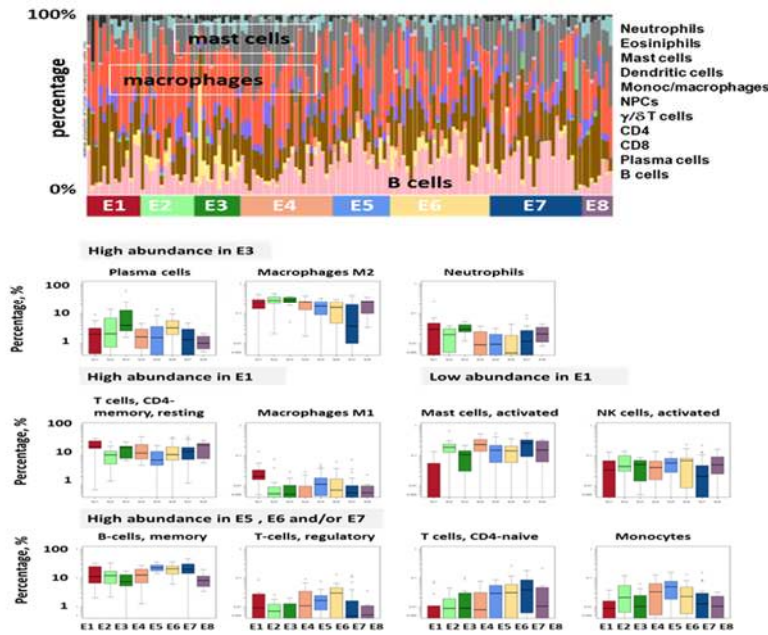 100%
percentage
0%
mast cells
macrophages
B cells
E1 E2 E3 E4 E5 E6 E7 E8
Neutrophils
Eosiniphils
Mast cells
Dendritic cells
Monoc/macrophages
NPCs
γ/δ T cells
CD4
CD8
Plasma cells
B cells
High abundance in E3
Plasma cells
Macrophages M2
Neutrophils
Percentage, %
100
10
1
High abundance in E1
Low abundance in E1
T cells, CD4-
memory, resting
Macrophages M1
Mast cells, activated
NK cells, activated
Percentage, %
100
10
1
High abundance in E5 , E6 and/or E7
B-cells, memory
T-cells, regulatory
T cells, CD4-naive
Monocytes
Percentage, %
100
10
1
E1 E2 E3 E4 E5 E6 E7 E8
E1 E2 E3 E4 E5 E6 E7 E8
E1 E2 E3 E4 E5 E6 E7 E8
E1 E2 E3 E4 E5 E6 E7 E8